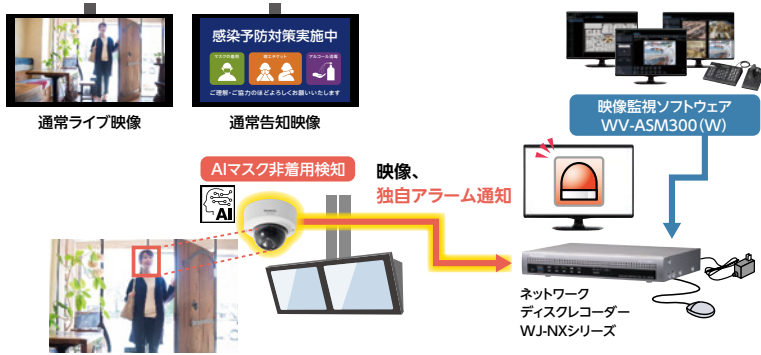 感染予防対策実施中
マスクの着用
咳エチケット
アルコール消毒
ご理解・ご協力のほどよろしくお願いいたします
通常ライブ映像
通常告知映像
映像監視ソフトウェア
WV-ASM300(W)
AIマスク非着用検知
映像、
独自アラーム通知
AI
ネットワーク
ディスクレコーダー
WJ-NXシリーズ